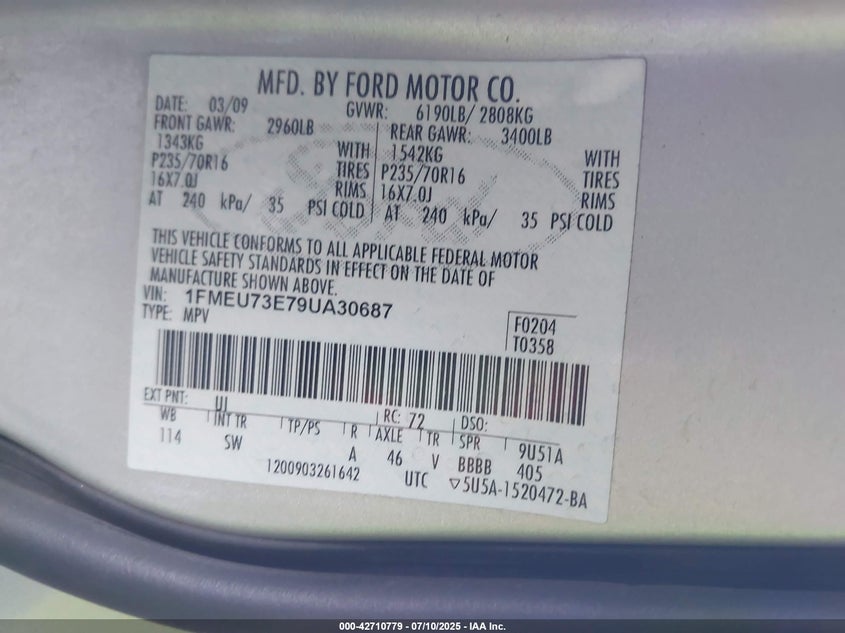 MFD. BY FORD MOTOR CO.
DATE: 03/09 GVWR: 6190LB/ 2808KG
FRONT GAWR: 2960LB REAR GAWR: 3400LB
1343KG WITH 1542KG WITH
P235/70R16 TIRES P235/70R16 TIRES
16X7.0J RIMS 16X7.0J RIMS
AT 240 kPa/ 35 PSI COLD AT 240 kPa/ 35 PSI COLD
THIS VEHICLE CONFORMS TO ALL APPLICABLE FEDERAL MOTOR
VEHICLE SAFETY STANDARDS IN EFFECT ON THE DATE OF
MANUFACTURE SHOWN ABOVE.
VIN: 1FMEU73E79UA30687
TYPE: MPV
F0204
T0358
EXT PNT: UJ RC: 72 DSO:
WB INT TR TP/PS R AXLE TR SPR 9U51A
114 SW A 46 V BBBB 405
1200903261642 UTC ▽5U5A-1520472-BA
000-42710779 - 07/10/2025 - IAA Inc.